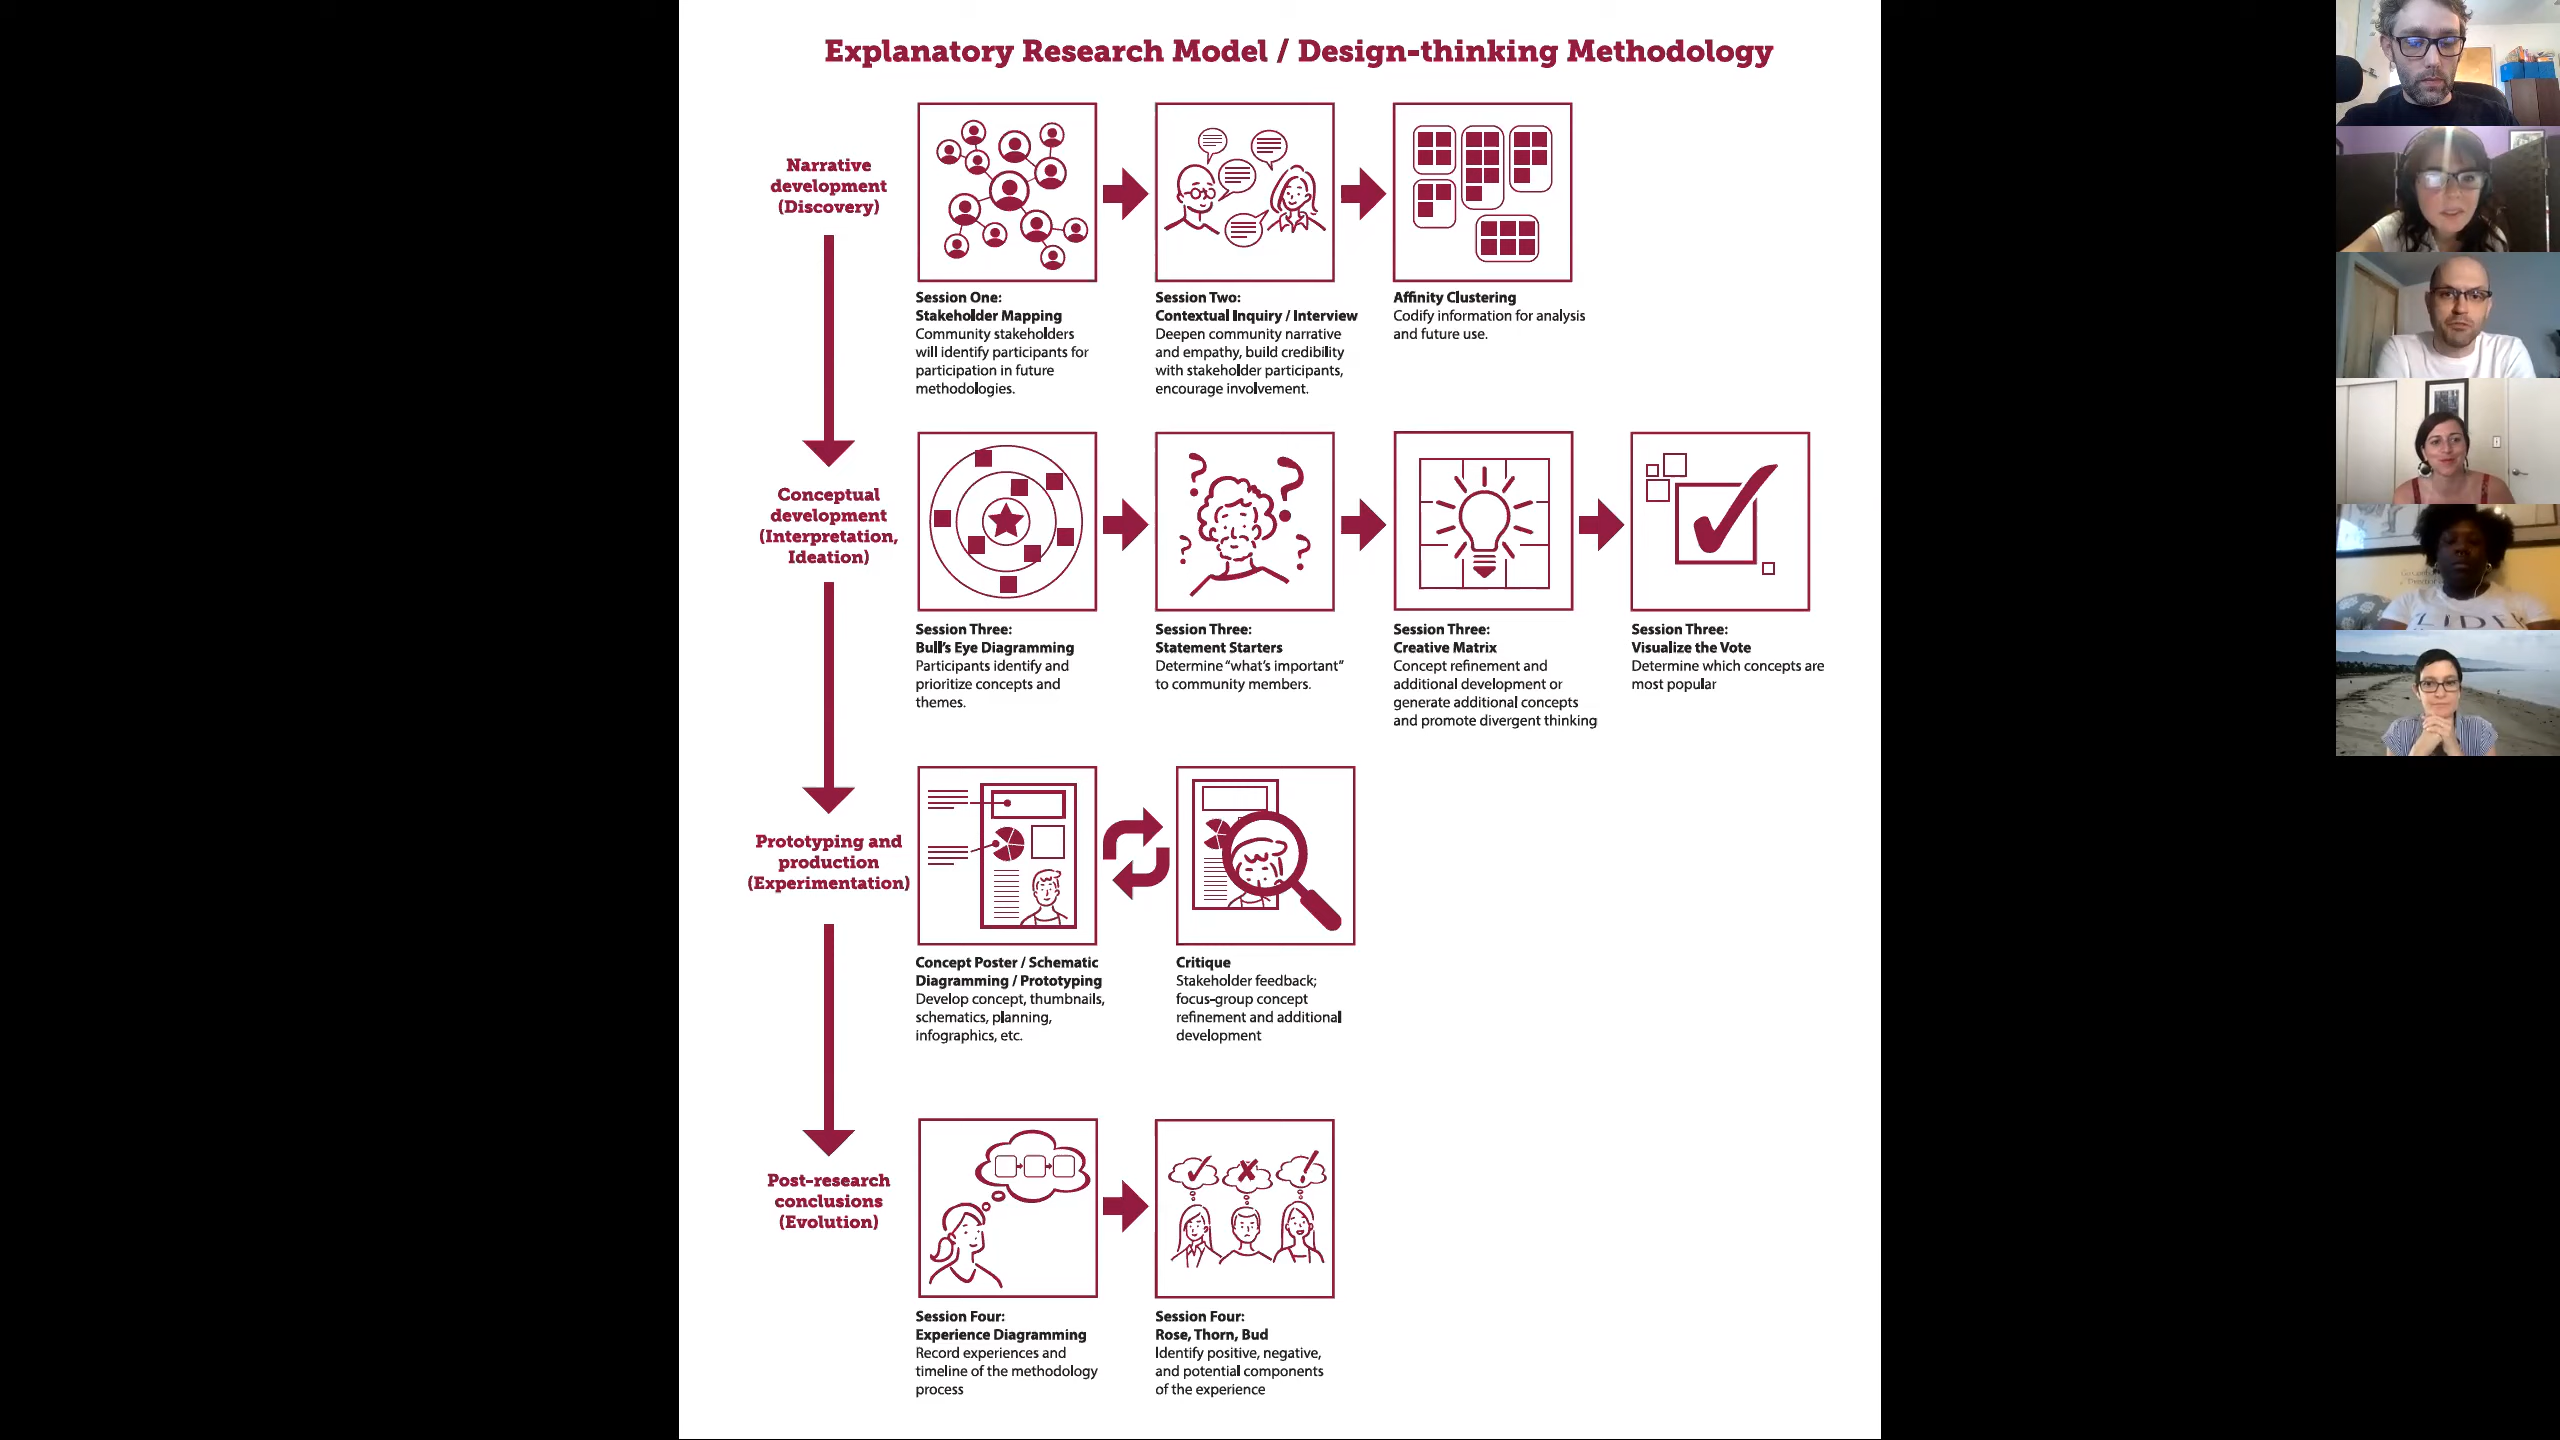 Explanatory Research Model / Design-thinking Methodology
Narrative
development
(Discovery)
Session One:
Stakeholder Mapping
Community stakeholders
will identify participants for
participation in future
methodologies.
Session Two:
Contextual Inquiry / Interview
Deepen community narrative
and empathy, build credibility
with stakeholder participants,
encourage involvement.
Affinity Clustering
Codify information for analysis
and future use.
Conceptual
development
(Interpretation,
Ideation)
Session Three:
Bull's Eye Diagramming
Participants identify and
prioritize concepts and
themes.
Session Three:
Statement Starters
Determine "what's important"
to community members.
Session Three:
Creative Matrix
Concept refinement and
additional development or
generate additional concepts
and promote divergent thinking
Session Three:
Visualize the Vote
Determine which concepts are
most popular
Prototyping and
production
(Experimentation)
Concept Poster / Schematic
Diagramming / Prototyping
Develop concept, thumbnails,
schematics, planning,
infographics, etc.
Critique
Stakeholder feedback;
focus-group concept
refinement and additional
development
Post-research
conclusions
(Evolution)
Session Four:
Experience Diagramming
Record experiences and
timeline of the methodology
process
Session Four:
Rose, Thorn, Bud
Identify positive, negative,
and potential components
of the experience